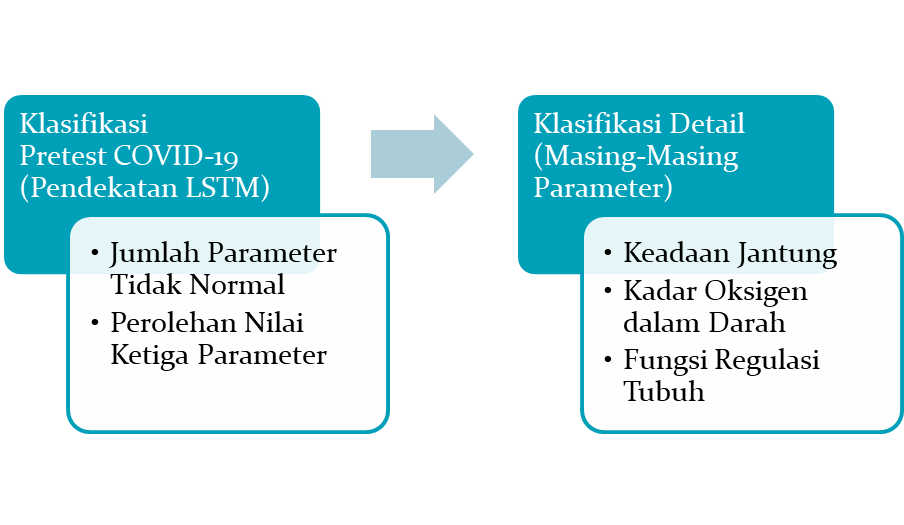 Klasifikasi
Pretest COVID-19
(Pendekatan LSTM)
• Jumlah Parameter
Tidak Normal
• Perolehan Nilai
Ketiga Parameter
Klasifikasi Detail
(Masing-Masing
Parameter)
• Keadaan Jantung
• Kadar Oksigen
dalam Darah
• Fungsi Regulasi
Tubuh